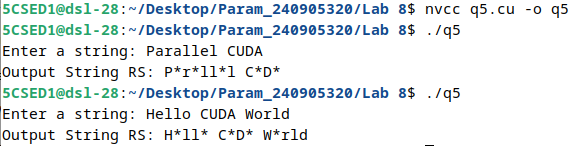 5CSED1@dsl-28:~/Desktop/Param_240905320/Lab 8$ nvcc q5.cu -o q5
5CSED1@dsl-28:~/Desktop/Param_240905320/Lab 8$ ./q5
Enter a string: Parallel CUDA
Output String RS: P*r*ll*l C*D*
5CSED1@dsl-28:~/Desktop/Param_240905320/Lab 8$ ./q5
Enter a string: Hello CUDA World
Output String RS: H*ll* C*D* W*rld